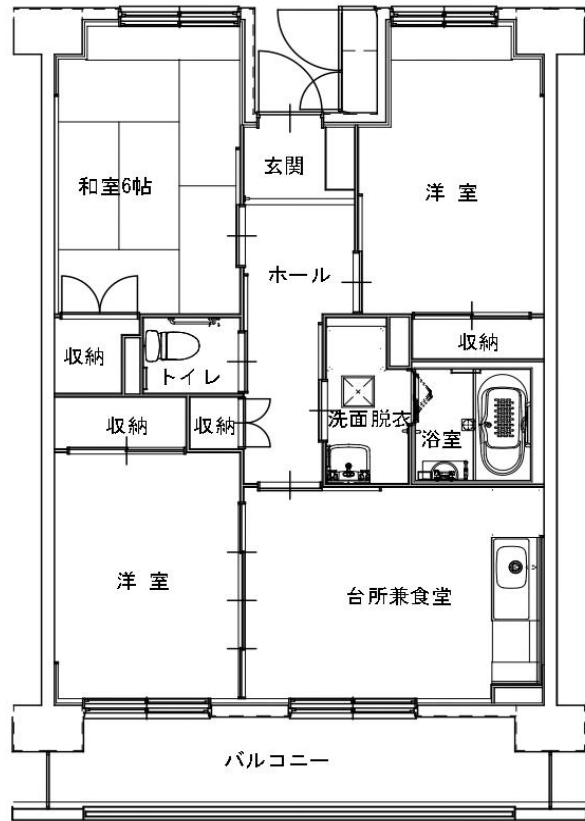 玄関
和室6帖
洋 室
ホール
収納
収納
トイレ
収納
収納
洗面脱衣
浴室
洋 室
台所兼食堂
バルコニー